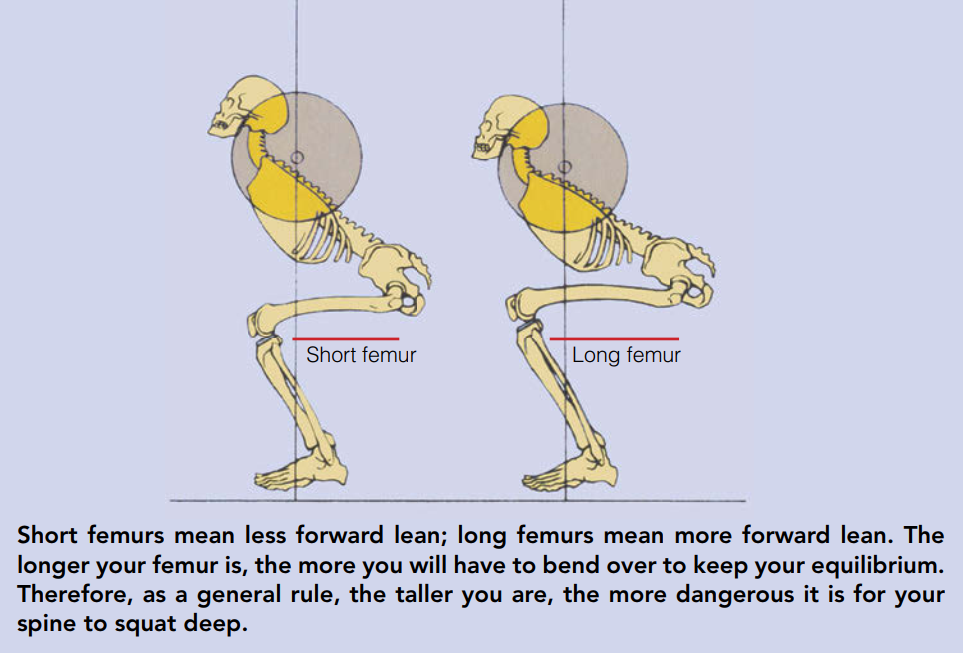 Short femur
Long femur
Short femurs mean less forward lean; long femurs mean more forward lean. The
longer your femur is, the more you will have to bend over to keep your equilibrium.
Therefore, as a general rule, the taller you are, the more dangerous it is for your
spine to squat deep.